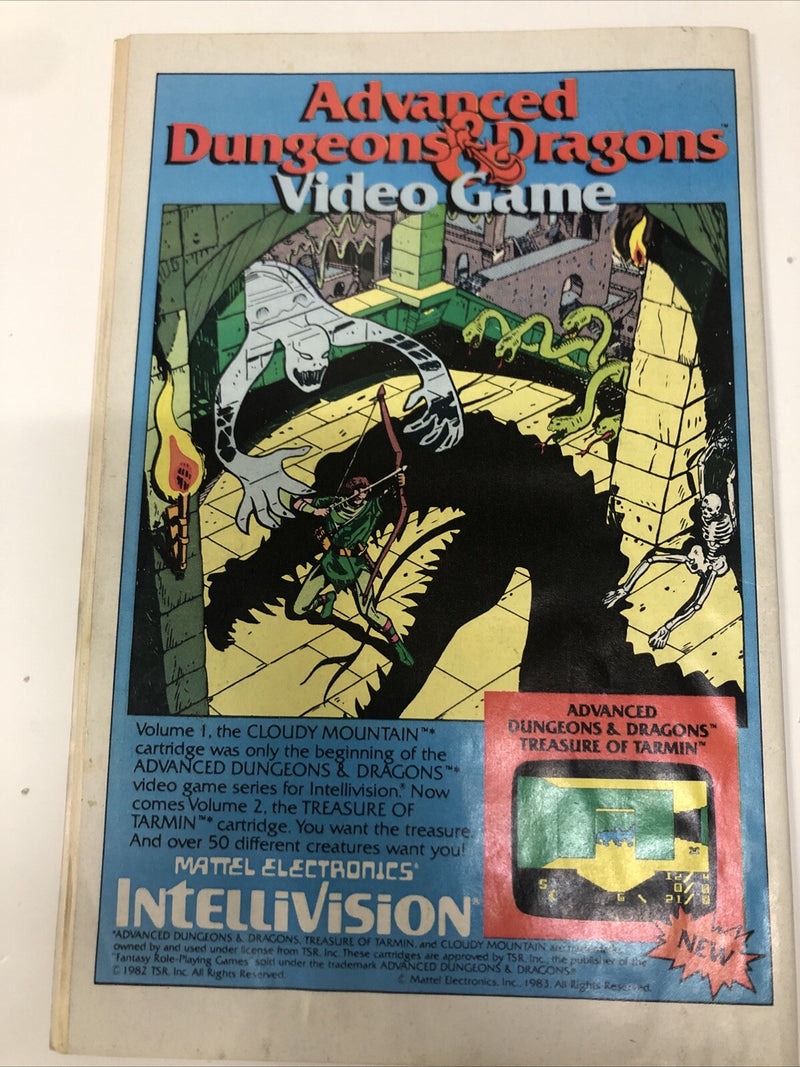 Advanced
Dungeons & Dragons™
Video Game
Volume 1, the CLOUDY MOUNTAIN™*
cartridge was only the beginning of the
ADVANCED DUNGEONS & DRAGONS™*
video game series for Intellivision.® Now
comes Volume 2, the TREASURE OF
TARMIN™* cartridge. You want the treasure.
And over 50 different creatures want you!
MATTEL ELECTRONICS®
INTELLIVISION®
ADVANCED
DUNGEONS & DRAGONS™
TREASURE OF TARMIN™
NEW
*ADVANCED DUNGEONS & DRAGONS, TREASURE OF TARMIN, and CLOUDY MOUNTAIN are
owned by and used under license from TSR, Inc. These cartridges are approved by TSR, Inc., the publisher of the
"Fantasy Role-Playing Games" sold under the trademark ADVANCED DUNGEONS & DRAGONS®
© 1982 TSR, Inc. All Rights Reserved.
© Mattel Electronics, Inc., 1983. All Rights Reserved.